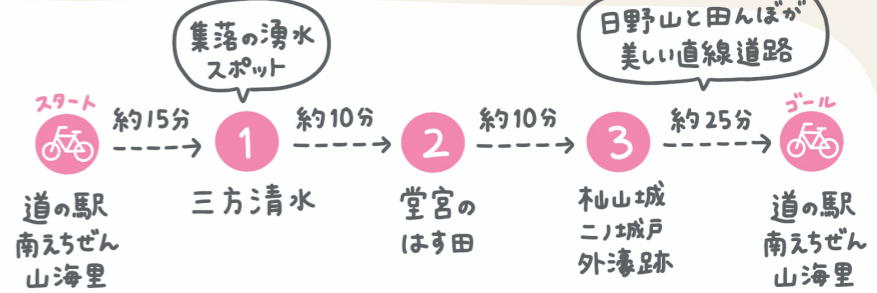 集落の湧水
スポット
日野山と田んぼが
美しい直線道路
スタート
約15分
1
約10分
2
約10分
3
約25分
ゴール
道の駅
南えちぜん
山海里
三方清水
堂宮の
はす田
杣山城
二ノ城戸
外濠跡
道の駅
南えちぜん
山海里